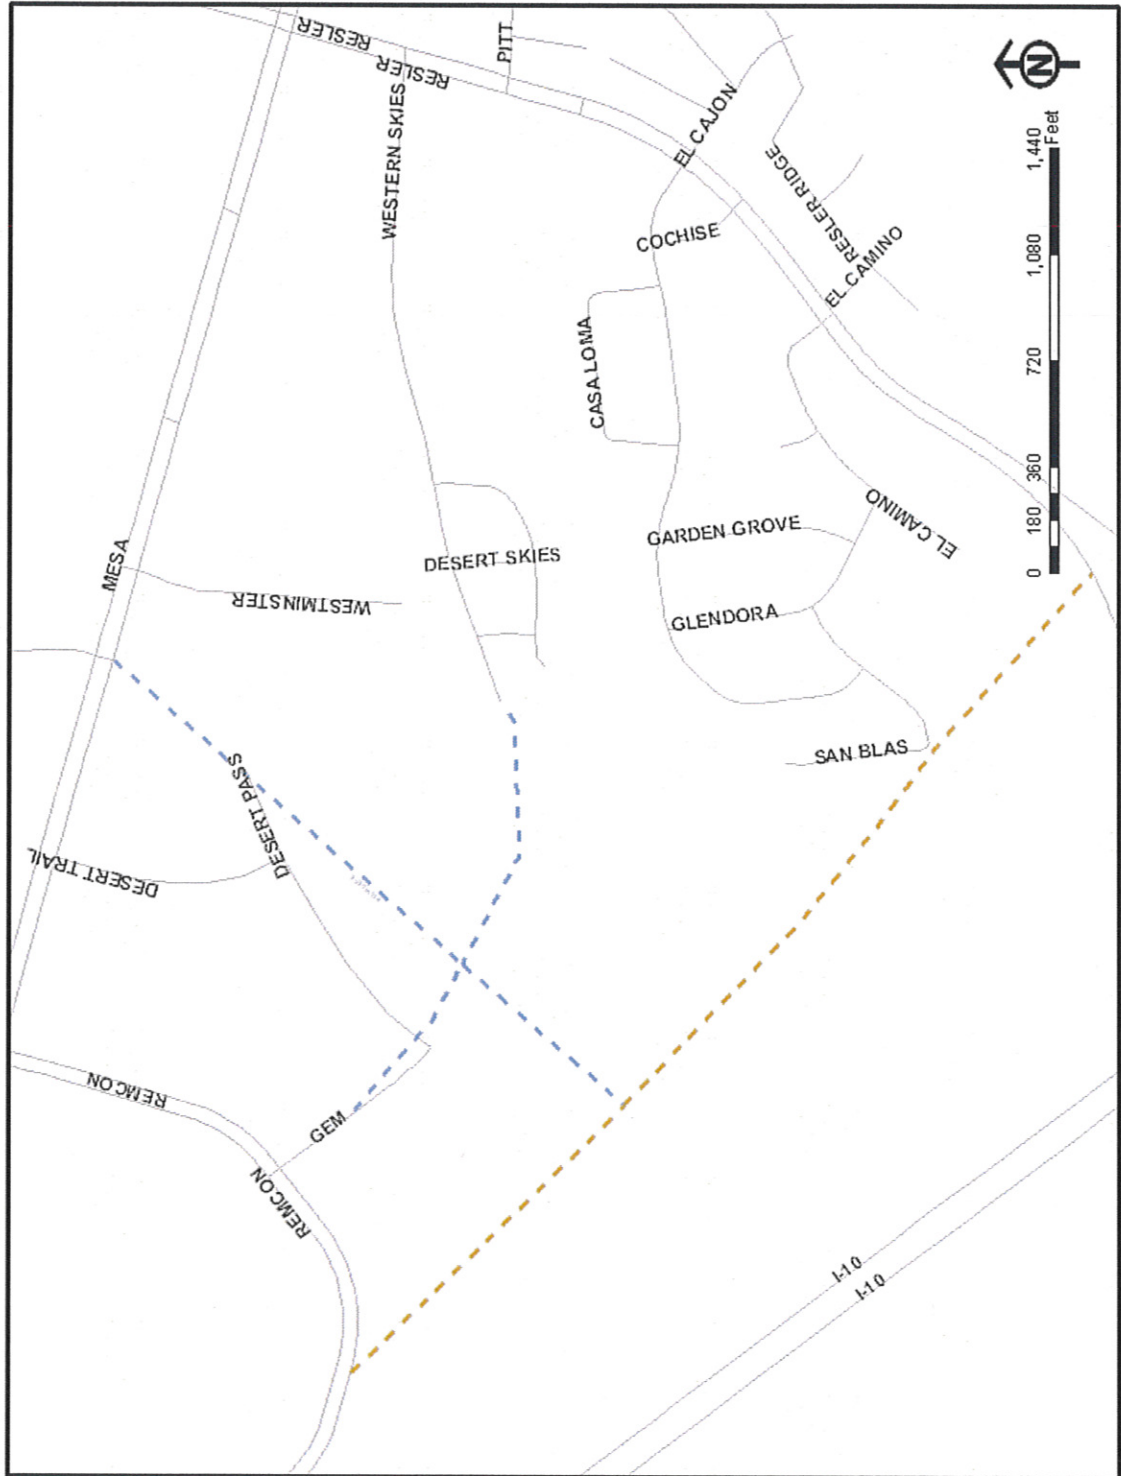 RESLER
RESLER
PITT
WESTERN SKIES
N
EL CAJON
RESLER RIDGE
COCHISE
EL CAMINO
CASA LOMA
MESA
WESTMINSTER
DESERT SKIES
GARDEN GROVE
EL CAMINO
GLENDORA
SAN BLAS
DESERT PASS
DESERT TRAIL
REMCON
GEM
REMCON
I-10
I-10
0 180 360 720 1,080 1,440
Feet